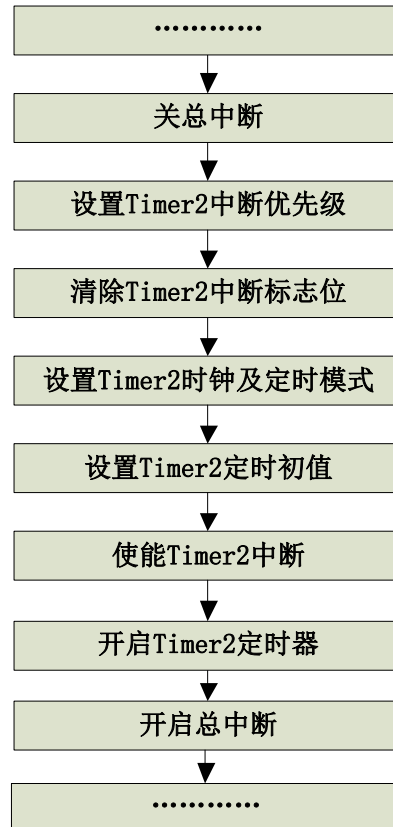 …………
关总中断
设置Timer2中断优先级
清除Timer2中断标志位
设置Timer2时钟及定时模式
设置Timer2定时初值
使能Timer2中断
开启Timer2定时器
开启总中断
…………